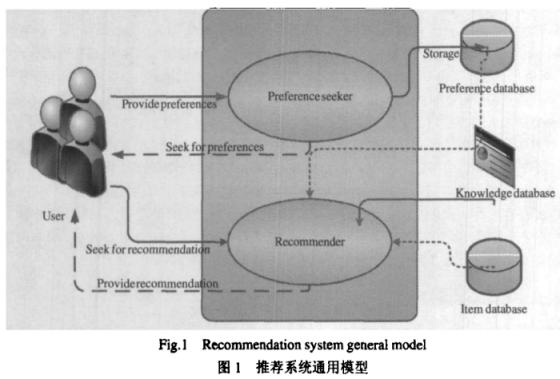 Storage
Preference seeker
Preference database
Provide preferences
Seek for preferences
Knowledge database
User
Recommender
Seek for recommendation
Provide recommendation
Item database
Fig.1 Recommendation system general model
图 1 推荐系统通用模型